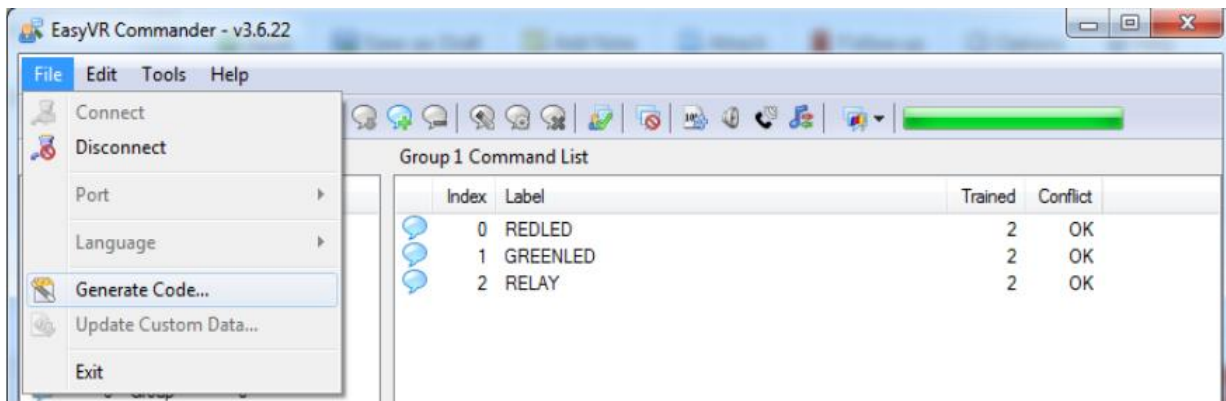 EasyVR Commander - v3.6.22
File Edit Tools Help
Connect
Disconnect
Port
Language
Generate Code...
Update Custom Data...
Exit
Group 1 Command List
Index Label Trained Conflict
0 REDLED 2 OK
1 GREENLED 2 OK
2 RELAY 2 OK